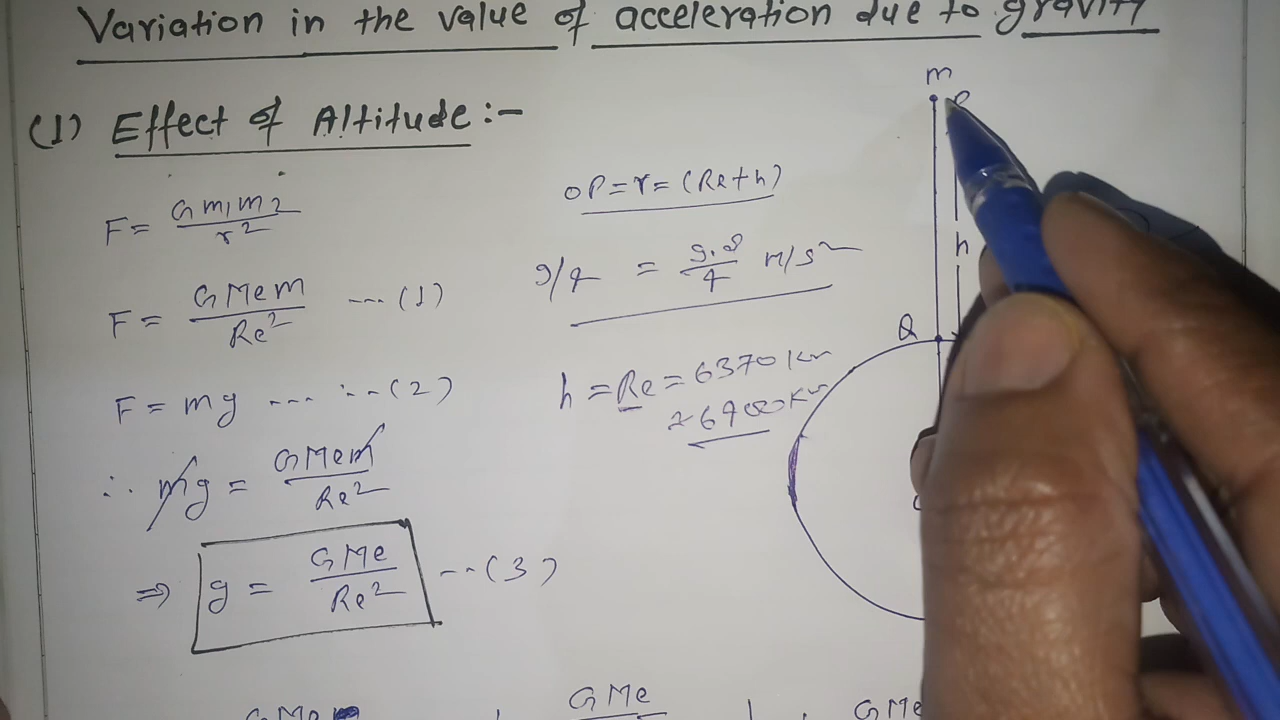 Variation in the value of acceleration due to gravity
(1) Effect of Altitude:-
F = Gm1m2/r²
F = GMem/Re² --- (1)
F = mg --- --- (2)
∴ mg = GMem/Re²
⇒ g = GMe/Re² --- (3)
OP = r = (Re+h)
g/4 = 9.8/4 m/s²
h = Re = 6370 km
≈ 6400 km
m
P
h
Q
GMem
GMe
GMe